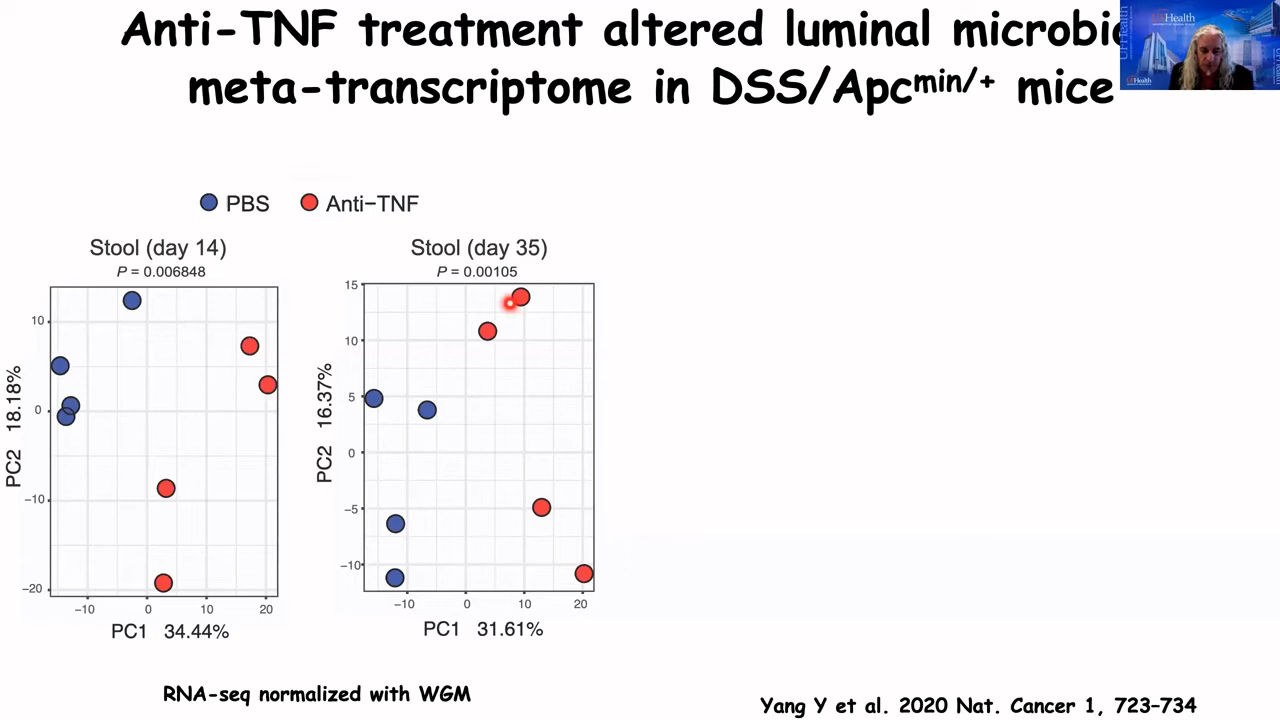 Anti-TNF treatment altered luminal
meta-transcriptome in DSS/Apcmin/+ mice
UFHealth
PBS
Anti−TNF
Stool (day 14)
P = 0.006848
10
0
−10
−20
PC2 18.18%
−10
0
10
20
PC1 34.44%
Stool (day 35)
P = 0.00105
15
10
5
0
−5
−10
PC2 16.37%
−10
0
10
20
PC1 31.61%
RNA-seq normalized with WGM
Yang Y et al. 2020 Nat. Cancer 1, 723–734